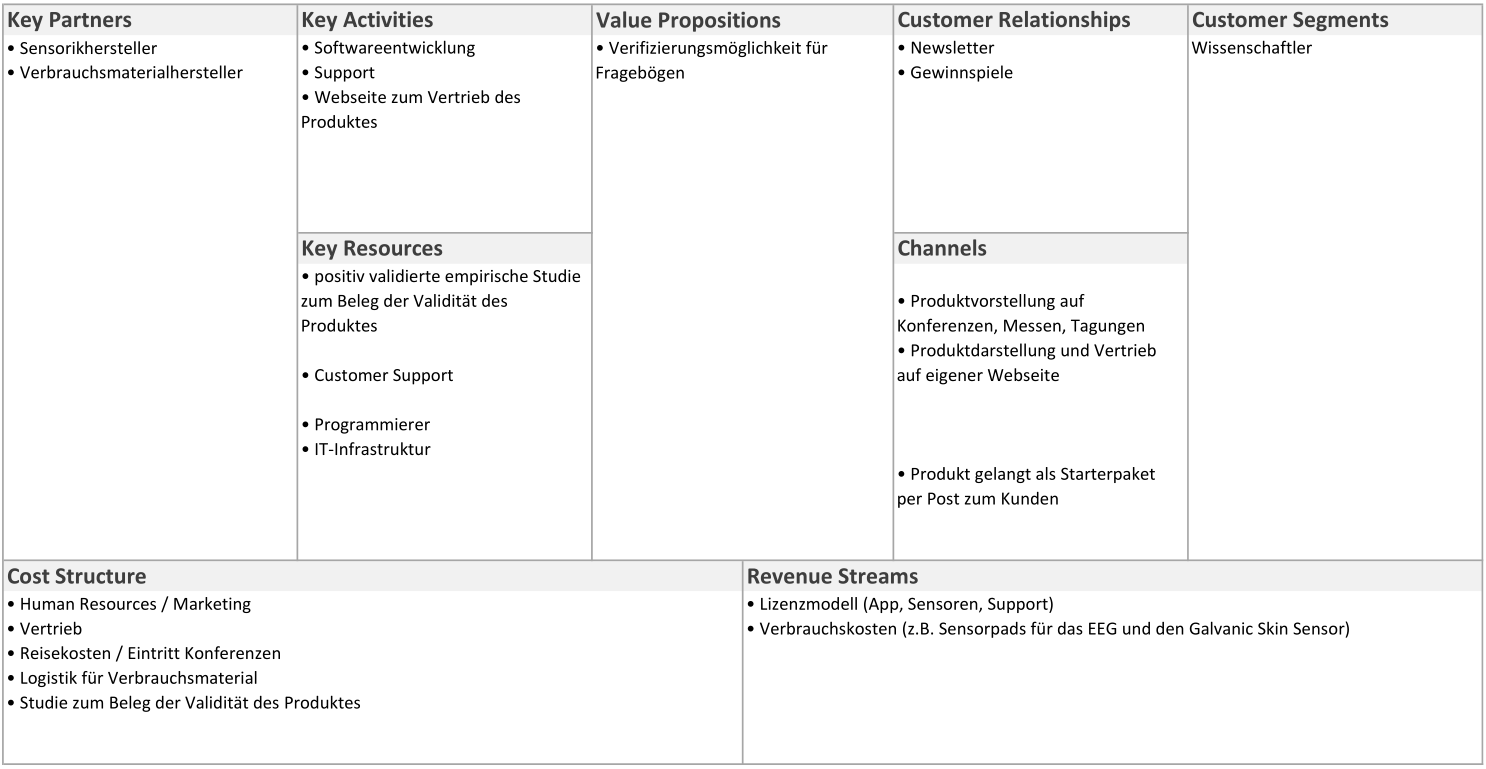 Key Partners
• Sensorikhersteller
• Verbrauchsmaterialhersteller
Key Activities
• Softwareentwicklung
• Support
• Webseite zum Vertrieb des
Produktes
Key Resources
• positiv validierte empirische Studie
zum Beleg der Validität des
Produktes
• Customer Support
• Programmierer
• IT-Infrastruktur
Value Propositions
• Verifizierungsmöglichkeit für
Fragebögen
Customer Relationships
• Newsletter
• Gewinnspiele
Channels
• Produktvorstellung auf
Konferenzen, Messen, Tagungen
• Produktdarstellung und Vertrieb
auf eigener Webseite
• Produkt gelangt als Starterpaket
per Post zum Kunden
Customer Segments
Wissenschaftler
Cost Structure
• Human Resources / Marketing
• Vertrieb
• Reisekosten / Eintritt Konferenzen
• Logistik für Verbrauchsmaterial
• Studie zum Beleg der Validität des Produktes
Revenue Streams
• Lizenzmodell (App, Sensoren, Support)
• Verbrauchskosten (z.B. Sensorpads für das EEG und den Galvanic Skin Sensor)